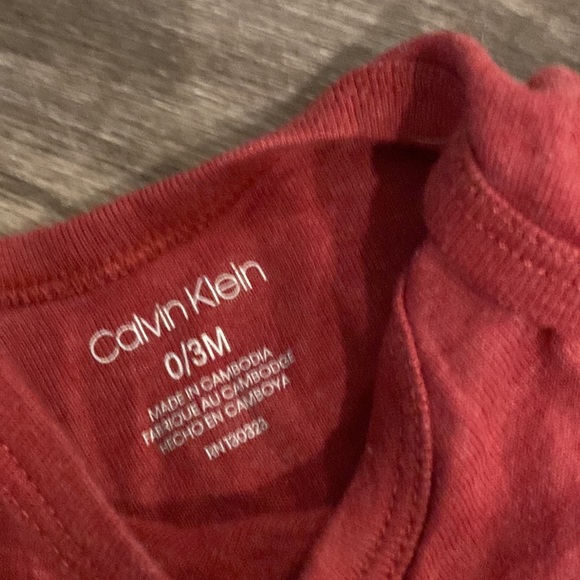 Calvin Klein
0/3M
MADE IN CAMBODIA
FABRIQUE AU CAMBODGE
HECHO EN CAMBOYA
RN 130323